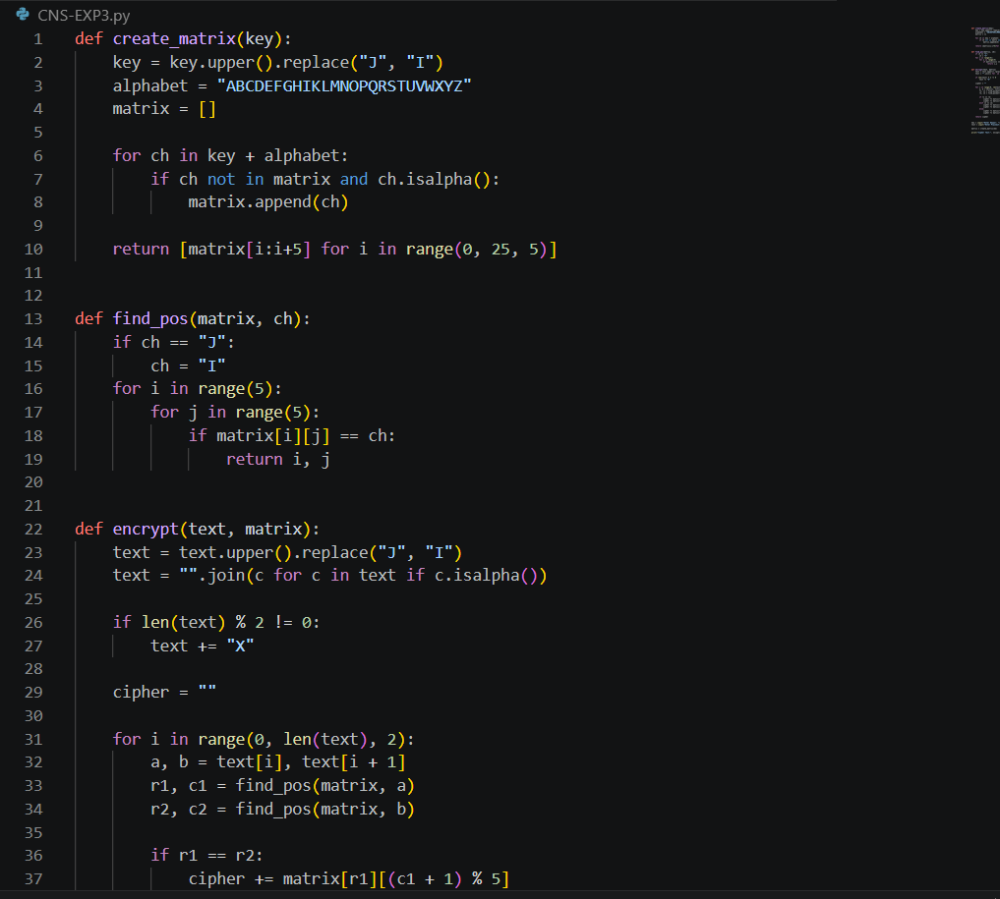 CNS-EXP3.py
1 def create_matrix(key):
2     key = key.upper().replace("J", "I")
3     alphabet = "ABCDEFGHIKLMNOPQRSTUVWXYZ"
4     matrix = []
5
6     for ch in key + alphabet:
7         if ch not in matrix and ch.isalpha():
8             matrix.append(ch)
9
10     return [matrix[i:i+5] for i in range(0, 25, 5)]
11
12
13 def find_pos(matrix, ch):
14     if ch == "J":
15         ch = "I"
16     for i in range(5):
17         for j in range(5):
18             if matrix[i][j] == ch:
19                 return i, j
20
21
22 def encrypt(text, matrix):
23     text = text.upper().replace("J", "I")
24     text = "".join(c for c in text if c.isalpha())
25
26     if len(text) % 2 != 0:
27         text += "X"
28
29     cipher = ""
30
31     for i in range(0, len(text), 2):
32         a, b = text[i], text[i + 1]
33         r1, c1 = find_pos(matrix, a)
34         r2, c2 = find_pos(matrix, b)
35
36         if r1 == r2:
37             cipher += matrix[r1][(c1 + 1) % 5]